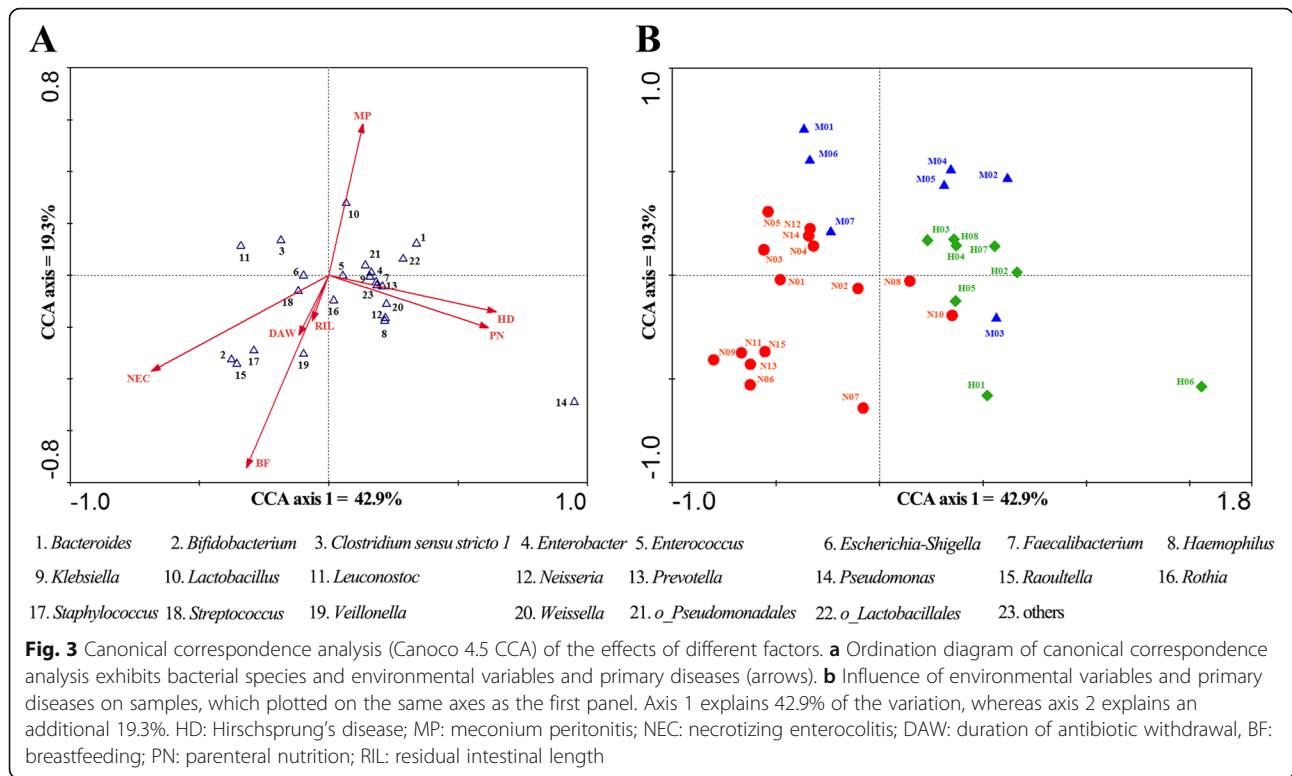 A
0.8
CCA axis = 19.3%
-0.8
MP
10
1
3
11
21
22
6
5
4
9
7
13
18
23
16
20
12
8
DAW
RIL
HD
PN
2
17
15
19
NEC
14
BF
-1.0
CCA axis 1 = 42.9%
1.0
B
1.0
CCA axis = 19.3%
-1.0
M01
M06
M04
M05
M02
N05
N12
M07
N14
N04
N03
H03
H08
H04
H07
H02
N01
N02
N08
H05
N10
M03
N11
N15
N09
N13
N06
N07
H01
H06
-1.0
CCA axis 1 = 42.9%
1.8
1. Bacteroides 2. Bifidobacterium 3. Clostridium sensu stricto 1 4. Enterobacter 5. Enterococcus 6. Escherichia-Shigella 7. Faecalibacterium 8. Haemophilus
9. Klebsiella 10. Lactobacillus 11. Leuconostoc 12. Neisseria 13. Prevotella 14. Pseudomonas 15. Raoultella 16. Rothia
17. Staphylococcus 18. Streptococcus 19. Veillonella 20. Weissella 21. o_Pseudomonadales 22. o_Lactobacillales 23. others
Fig. 3 Canonical correspondence analysis (Canoco 4.5 CCA) of the effects of different factors. a Ordination diagram of canonical correspondence
analysis exhibits bacterial species and environmental variables and primary diseases (arrows). b Influence of environmental variables and primary
diseases on samples, which plotted on the same axes as the first panel. Axis 1 explains 42.9% of the variation, whereas axis 2 explains an
additional 19.3%. HD: Hirschsprung's disease; MP: meconium peritonitis; NEC: necrotizing enterocolitis; DAW: duration of antibiotic withdrawal, BF:
breastfeeding; PN: parenteral nutrition; RIL: residual intestinal length